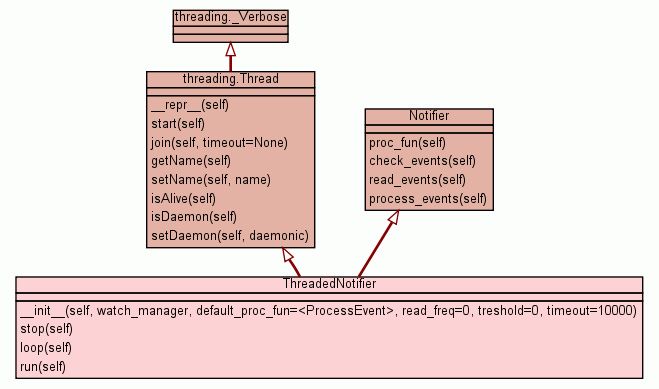 threading._Verbose
threading.Thread
__repr__(self)
start(self)
join(self, timeout=None)
getName(self)
setName(self, name)
isAlive(self)
isDaemon(self)
setDaemon(self, daemonic)
Notifier
proc_fun(self)
check_events(self)
read_events(self)
process_events(self)
ThreadedNotifier
__init__(self, watch_manager, default_proc_fun=<ProcessEvent>, read_freq=0, treshold=0, timeout=10000)
stop(self)
loop(self)
run(self)